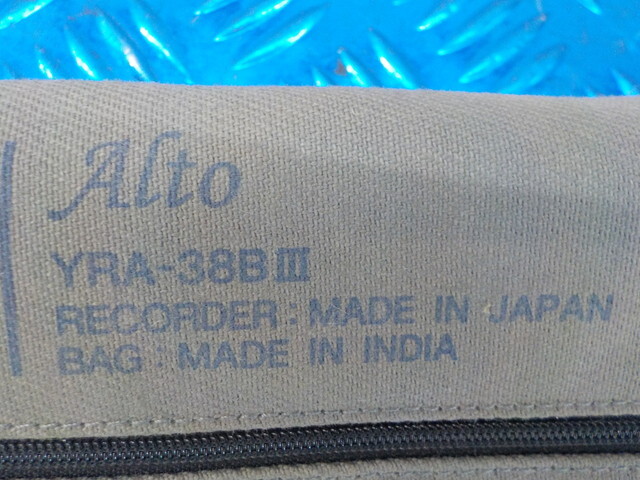 Alto
YRA-38BⅢ
RECORDER : MADE IN JAPAN
BAG : MADE IN INDIA